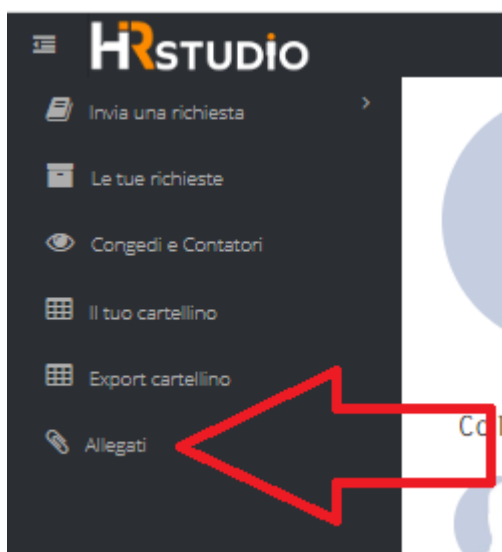 HRSTUDIO
Invia una richiesta
Le tue richieste
Congedi e Contatori
Il tuo cartellino
Export cartellino
Allegati